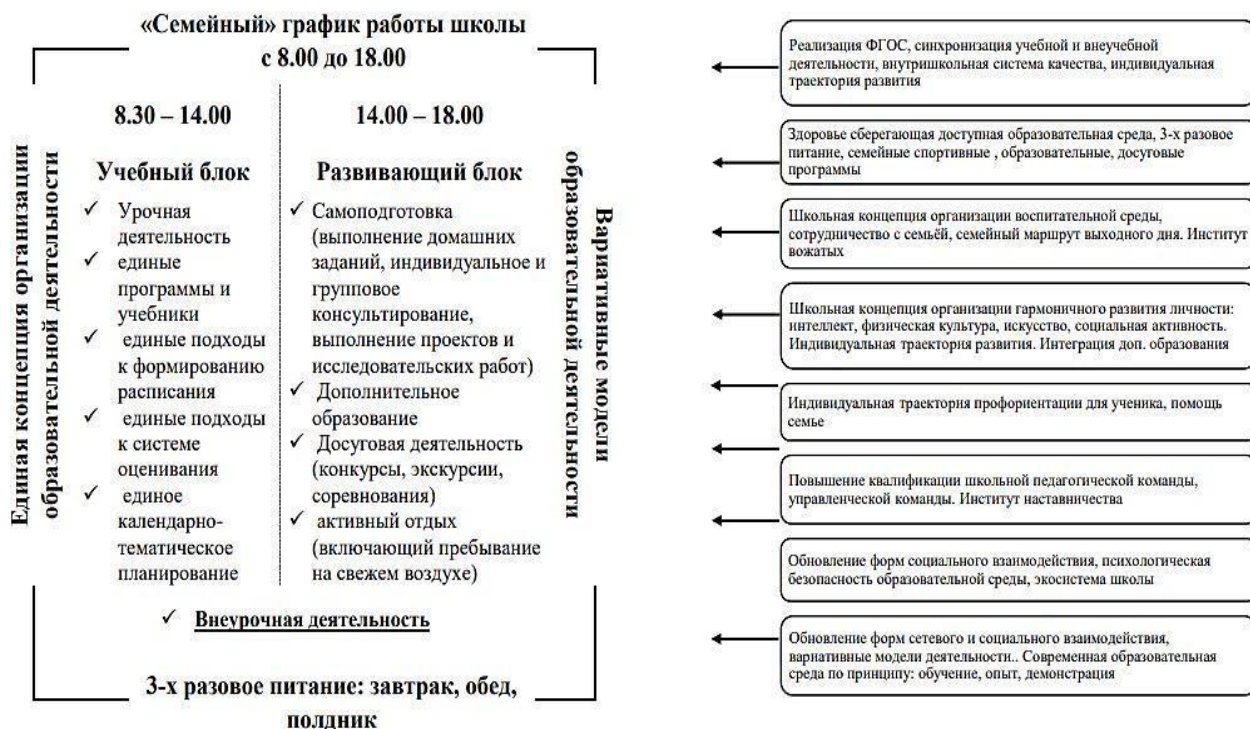 «Семейный» график работы школы
с 8.00 до 18.00
Единая концепция организации
образовательной деятельности
8.30 – 14.00
Учебный блок
✓ Урочная
деятельность
✓ единые
программы и
учебники
✓ единые подходы
к формированию
расписания
✓ единые подходы
к системе
оценивания
✓ единое
календарно-
тематическое
планирование
14.00 – 18.00
Развивающий блок
✓ Самоподготовка
(выполнение домашних
заданий, индивидуальное и
групповое
консультирование,
выполнение проектов и
исследовательских работ)
✓ Дополнительное
образование
✓ Досуговая деятельность
(конкурсы, экскурсии,
соревнования)
✓ активный отдых
(включающий пребывание
на свежем воздухе)
Вариативные модели
образовательной деятельности
✓ Внеурочная деятельность
3-х разовое питание: завтрак, обед,
полдник
Реализация ФГОС, синхронизация учебной и внеучебной
деятельности, внутришкольная система качества, индивидуальная
траектория развития
Здоровье сберегающая доступная образовательная среда, 3-х разовое
питание, семейные спортивные , образовательные, досуговые
программы
Школьная концепция организации воспитательной среды,
сотрудничество с семьёй, семейный маршрут выходного дня. Институт
вожатых
Школьная концепция организации гармоничного развития личности:
интеллект, физическая культура, искусство, социальная активность.
Индивидуальная траектория развития. Интеграция доп. образования
Индивидуальная траектория профориентации для ученика, помощь
семье
Повышение квалификации школьной педагогической команды,
управленческой команды. Институт наставничества
Обновление форм социального взаимодействия, психологическая
безопасность образовательной среды, экосистема школы
Обновление форм сетевого и социального взаимодействия,
вариативные модели деятельности.. Современная образовательная
среда по принципу: обучение, опыт, демонстрация